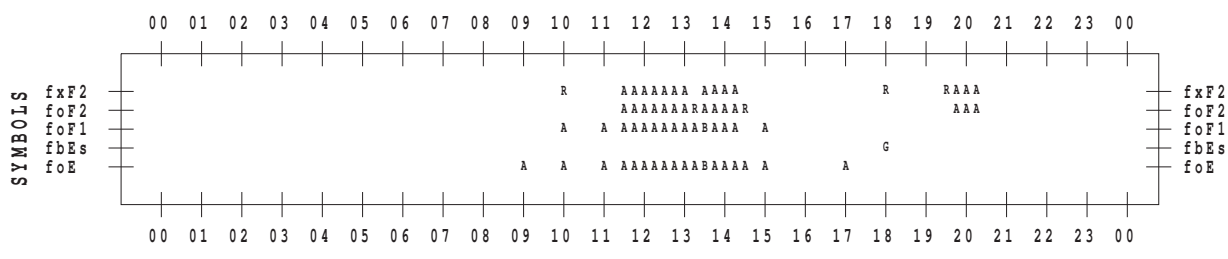 00 01 02 03 04 05 06 07 08 09 10 11 12 13 14 15 16 17 18 19 20 21 22 23 00
SYMBOLS
fxF2 R AAAAAAA AAAA R RAAA fxF2
foF2 AAAAAAARAAAAR AAA foF2
foF1 A A AAAAAAAABAAA A foF1
fbEs G fbEs
foE A A A AAAAAAAABAAAA A A foE
00 01 02 03 04 05 06 07 08 09 10 11 12 13 14 15 16 17 18 19 20 21 22 23 00